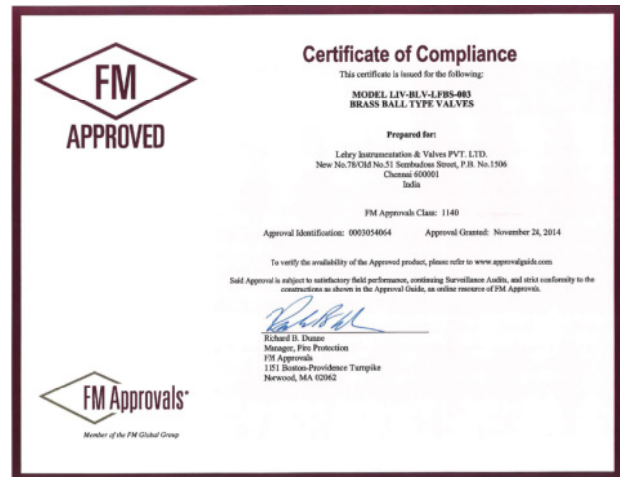 FM
APPROVED
Certificate of Compliance
This certificate is issued for the following:
MODEL LIV-BLV-LFBS-003
BRASS BALL TYPE VALVES
Prepared for:
Lehry Instrumentation & Valves PVT. LTD.
New No.78/Old No.51 Sembudoss Street, P.B. No.1506
Chennai 600001
India
FM Approvals Class: 1140
Approval Identification: 0003054064 Approval Granted: November 24, 2014
To verify the availability of the Approved product, please refer to www.approvalguide.com
Said Approval is subject to satisfactory field performance, continuing Surveillance Audits, and strict conformity to the
constructions as shown in the Approval Guide, an online resource of FM Approvals.
Richard B. Dunne
Manager, Fire Protection
FM Approvals
1151 Boston-Providence Turnpike
Norwood, MA 02062
FM Approvals
Member of the FM Global Group